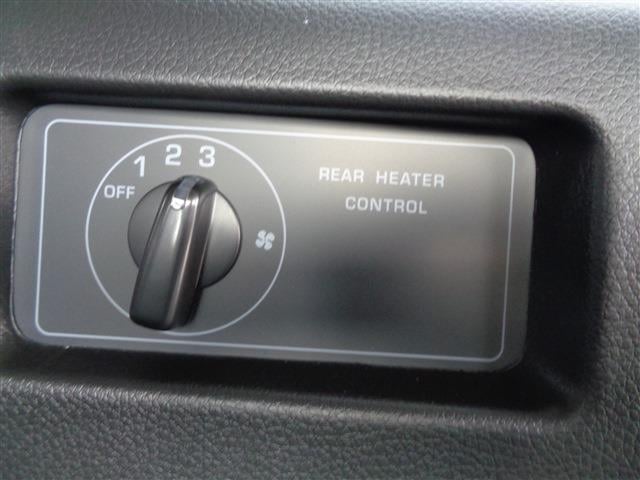 OFF 1 2 3
REAR HEATER
CONTROL